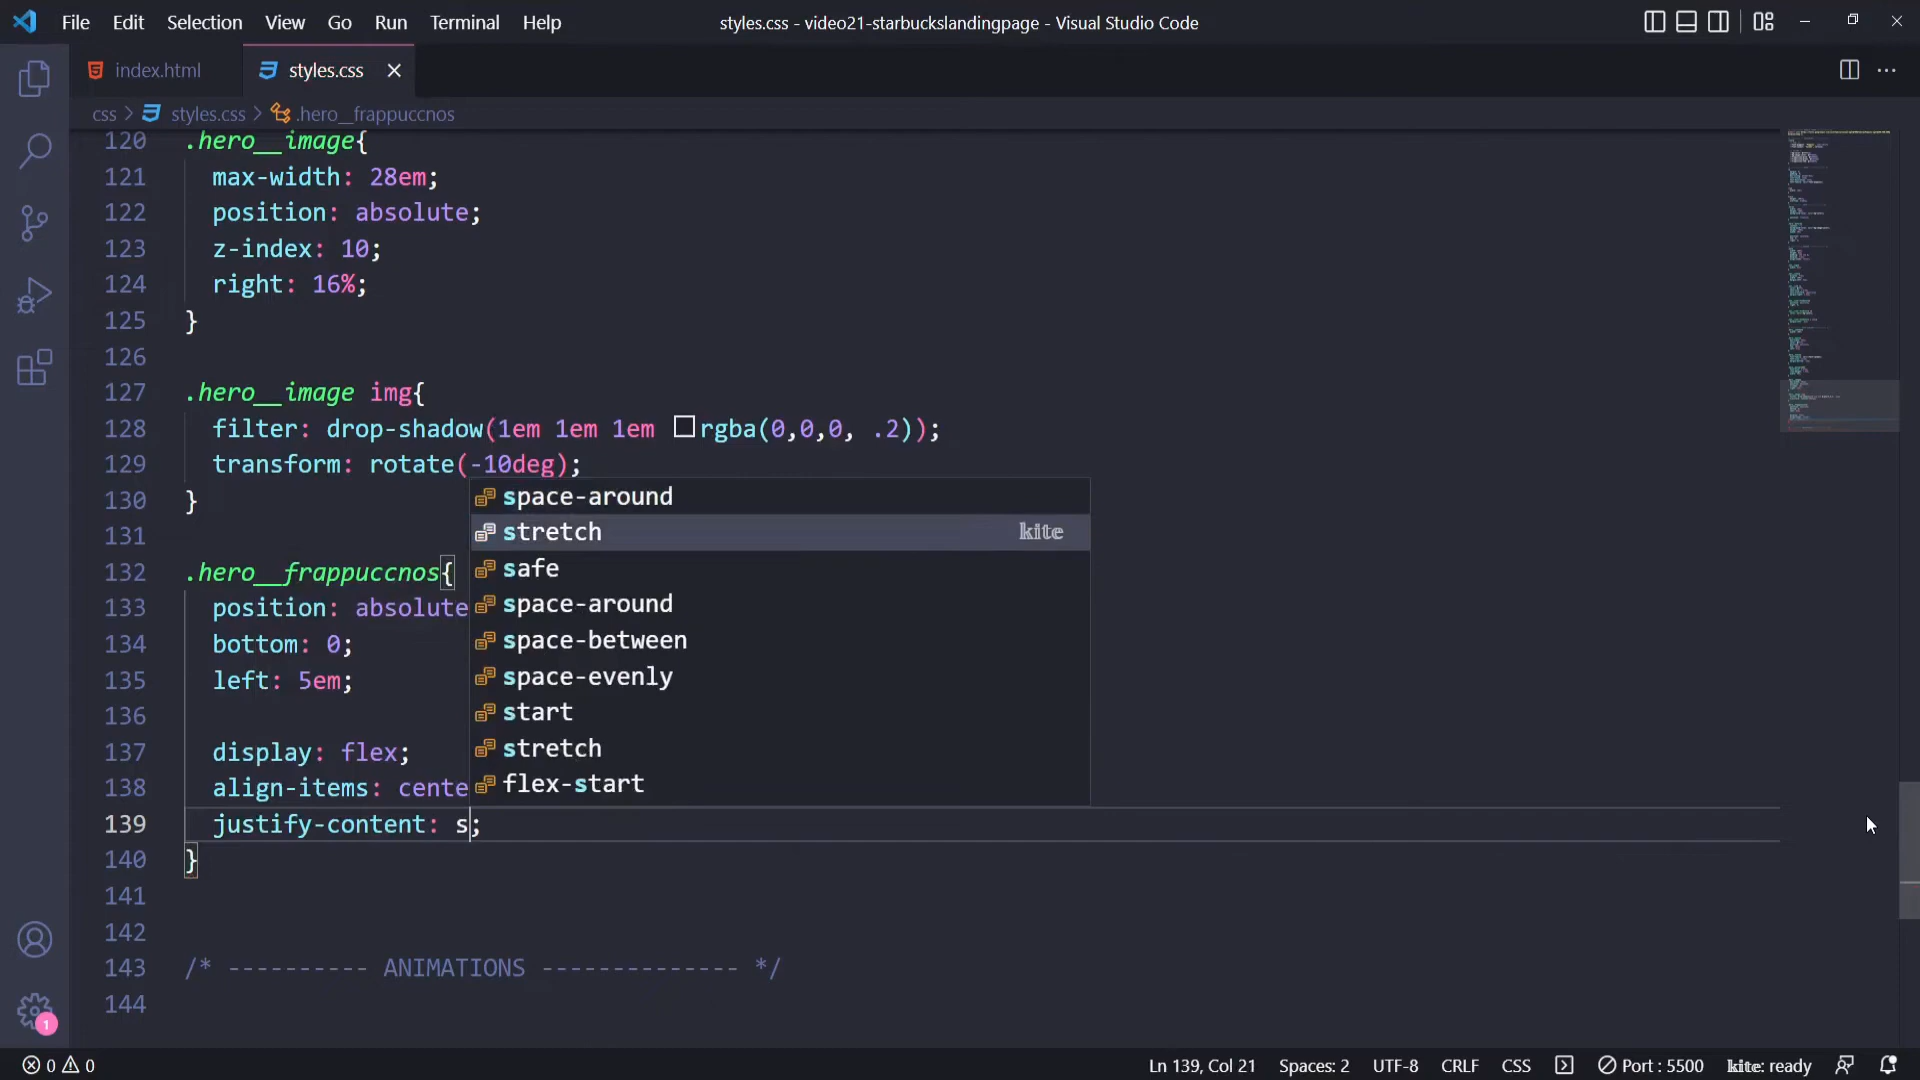 File Edit Selection View Go Run Terminal Help
styles.css - video21-starbuckslandingpage - Visual Studio Code
index.html
styles.css
css > styles.css > .hero__frappuccnos
120 .hero__image{
121 max-width: 28em;
122 position: absolute;
123 z-index: 10;
124 right: 16%;
125 }
126
127 .hero__image img{
128 filter: drop-shadow(1em 1em 1em rgba(0,0,0, .2));
129 transform: rotate(-10deg);
130 }
131
132 .hero__frappuccnos{
133 position: absolute
134 bottom: 0;
135 left: 5em;
136
137 display: flex;
138 align-items: cente
139 justify-content: s;
140 }
141
142
143 /* ---------- ANIMATIONS -------------- */
144
space-around
stretch kite
safe
space-around
space-between
space-evenly
start
stretch
flex-start
1
0 0
Ln 139, Col 21 Spaces: 2 UTF-8 CRLF CSS Port : 5500 kite: ready